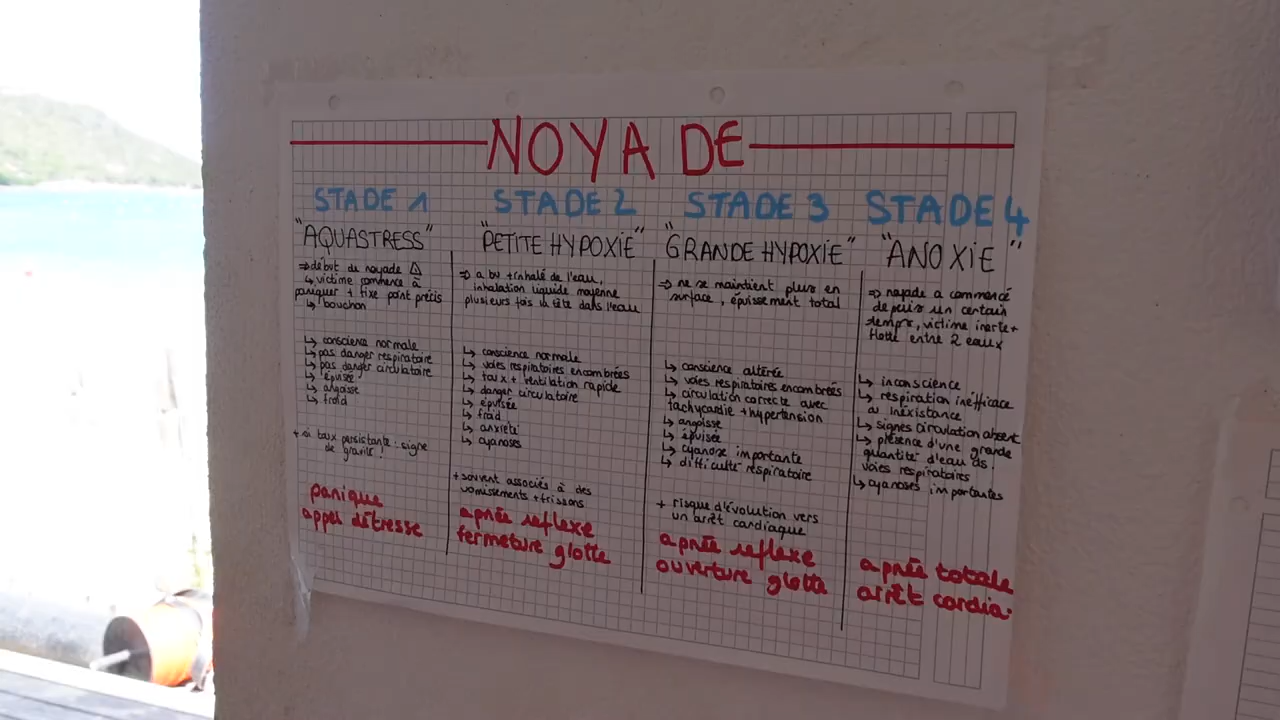 NOYADE
STADE 1
"AQUASTRESS"
⇒ début de noyade ⚠
↳ victime commence à
paniquer + fixe point précis
↳ bouchon
↳ conscience normale
↳ pas danger respiratoire
↳ pas danger circulatoire
↳ épuisée
↳ angoisse
↳ froid
+ si toux persistante : signe
de gravité !
panique
appel détresse
STADE 2
"PETITE HYPOXIE"
⇒ a bu + inhalé de l'eau,
inhalation liquide moyenne
plusieurs fois la tête dans l'eau
↳ conscience normale
↳ voies respiratoires encombrées
↳ toux + ventilation rapide
↳ danger circulatoire
↳ épuisée
↳ froid
↳ anxiété
↳ cyanoses
+ souvent associés à des
vomissements + frissons
apnée reflexe
fermeture glotte
STADE 3
"GRANDE HYPOXIE"
⇒ ne se maintient plus en
surface, épuisement total
↳ conscience altérée
↳ voies respiratoires encombrées
↳ circulation correcte avec
tachycardie + hypertension
↳ angoisse
↳ épuisée
↳ cyanose importante
↳ difficulté respiratoire
+ risque d'évolution vers
un arrêt cardiaque
apnée reflexe
ouverture glotte
STADE 4
"ANOXIE"
⇒ noyade a commencé
depuis un certain
temps, victime inerte +
flotte entre 2 eaux
↳ inconscience
↳ respiration inefficace
ou inexistance
↳ signes circulation absent
↳ présence d'une grande
quantité d'eau ds
voies respiratoires
↳ cyanoses importantes
apnée totale
arrêt cardia.